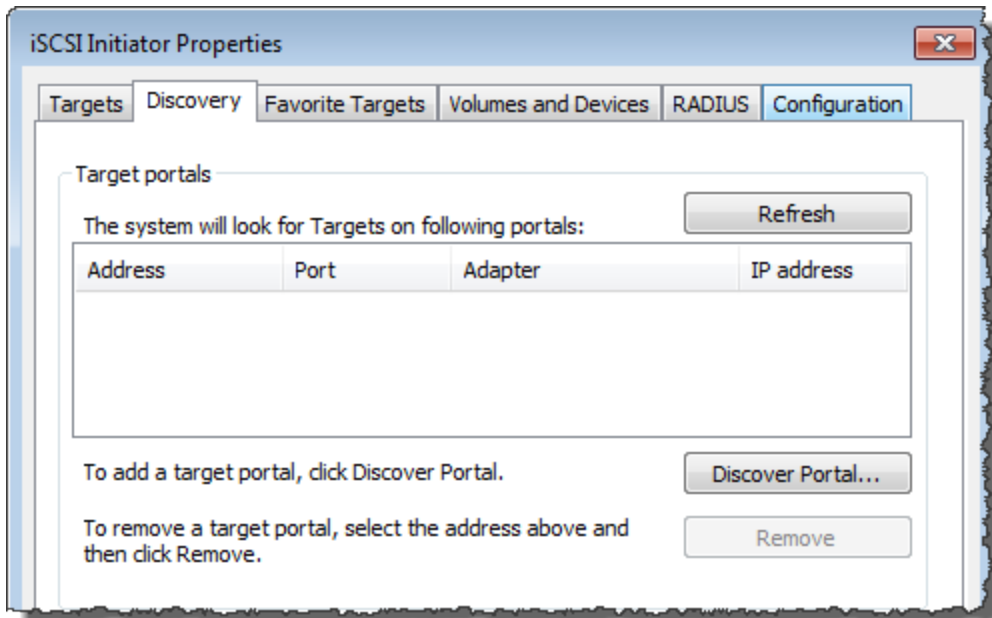 iSCSI Initiator Properties
Targets Discovery Favorite Targets Volumes and Devices RADIUS Configuration
Target portals
The system will look for Targets on following portals:
Refresh
Address Port Adapter IP address
To add a target portal, click Discover Portal.
Discover Portal...
To remove a target portal, select the address above and
then click Remove.
Remove